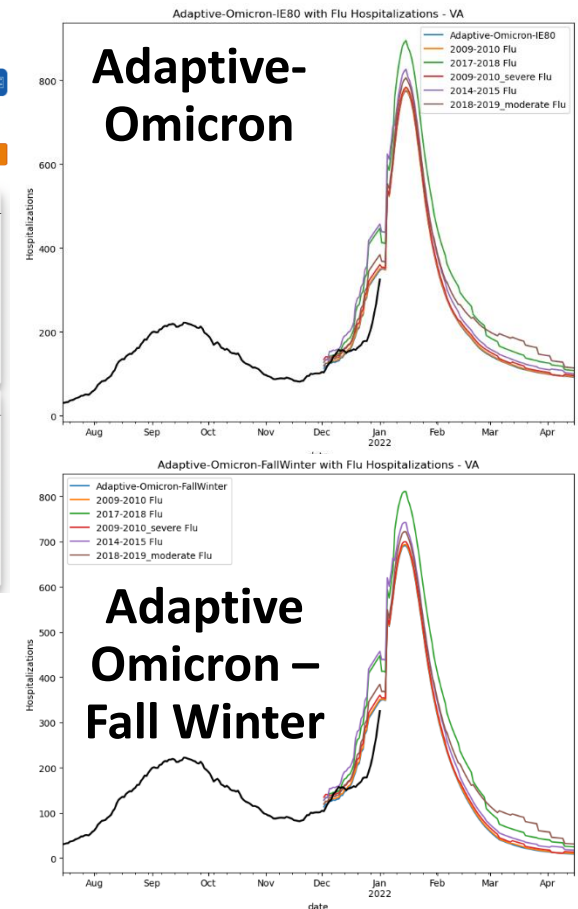 Adaptive-Omicron-IE80 with Flu Hospitalizations - VA
Adaptive-
Omicron
Adaptive-Omicron-IE80
2009-2010 Flu
2017-2018 Flu
2009-2010_severe Flu
2014-2015 Flu
2018-2019_moderate Flu
Hospitalizations
800
600
400
200
0
Aug Sep Oct Nov Dec Jan Feb Mar Apr
2022
Adaptive-Omicron-FallWinter with Flu Hospitalizations - VA
Adaptive-Omicron-FallWinter
2009-2010 Flu
2017-2018 Flu
2009-2010_severe Flu
2014-2015 Flu
2018-2019_moderate Flu
Adaptive
Omicron –
Fall Winter
Hospitalizations
800
700
600
500
400
300
200
100
0
Aug Sep Oct Nov Dec Jan Feb Mar Apr
2022
date